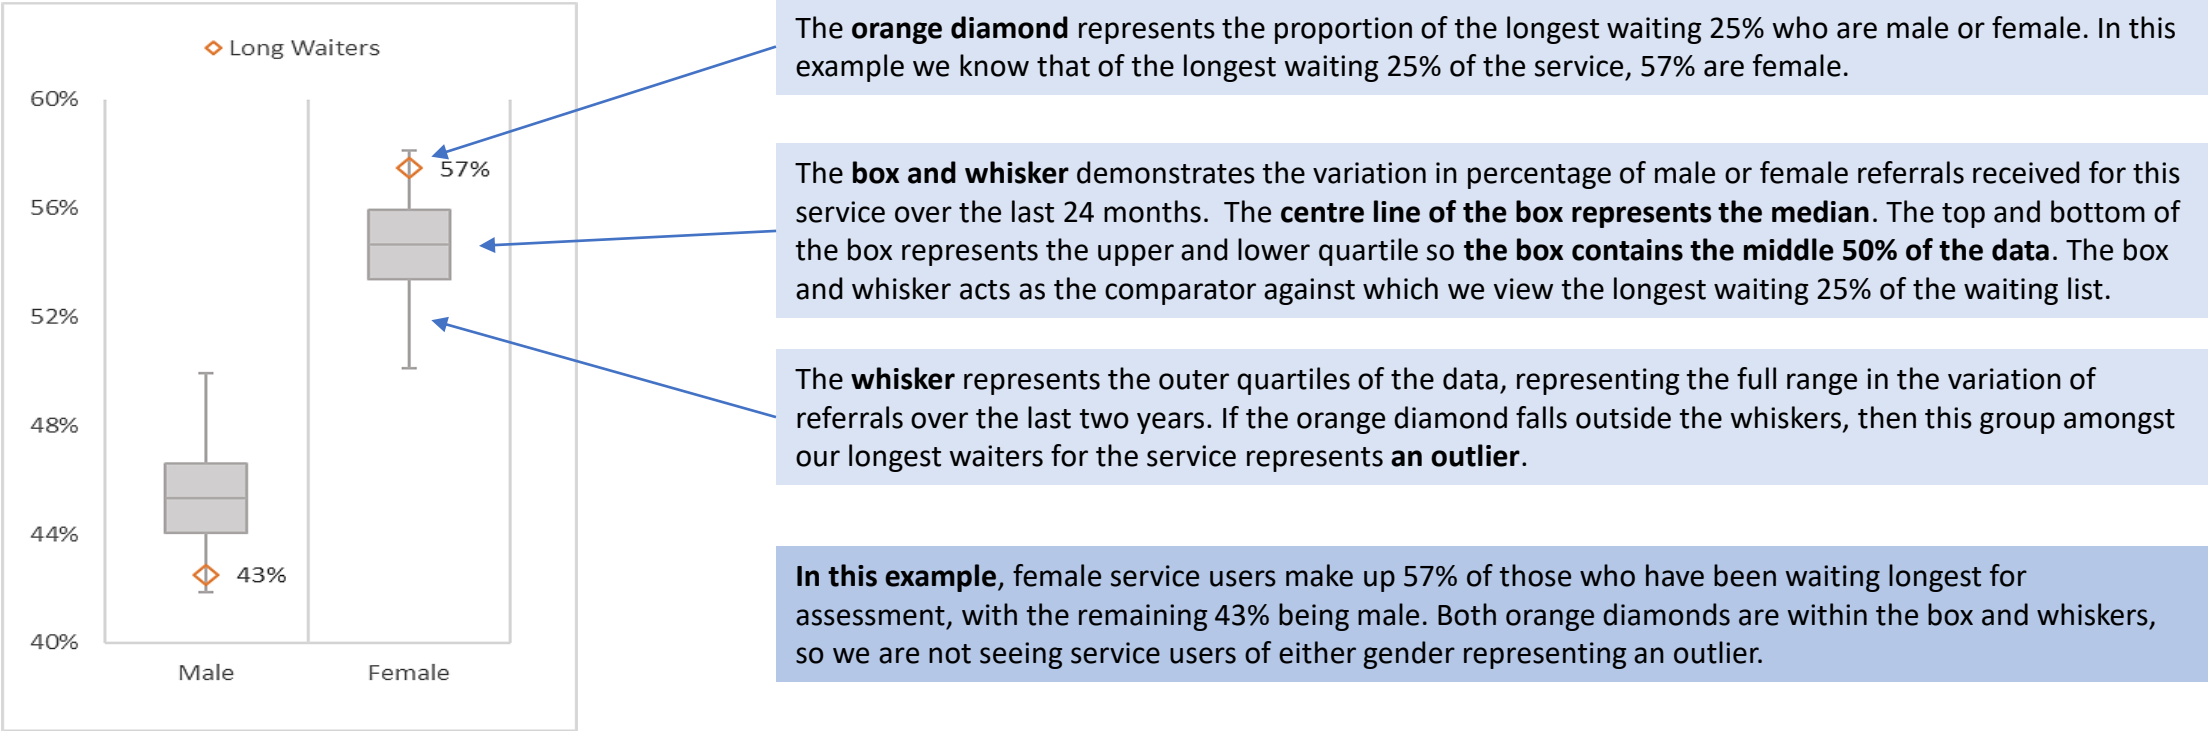 Long Waiters
60%
56%
52%
48%
44%
40%
57%
43%
Male
Female
The orange diamond represents the proportion of the longest waiting 25% who are male or female. In this
example we know that of the longest waiting 25% of the service, 57% are female.
The box and whisker demonstrates the variation in percentage of male or female referrals received for this
service over the last 24 months.  The centre line of the box represents the median. The top and bottom of
the box represents the upper and lower quartile so the box contains the middle 50% of the data. The box
and whisker acts as the comparator against which we view the longest waiting 25% of the waiting list.
The whisker represents the outer quartiles of the data, representing the full range in the variation of
referrals over the last two years. If the orange diamond falls outside the whiskers, then this group amongst
our longest waiters for the service represents an outlier.
In this example, female service users make up 57% of those who have been waiting longest for
assessment, with the remaining 43% being male. Both orange diamonds are within the box and whiskers,
so we are not seeing service users of either gender representing an outlier.